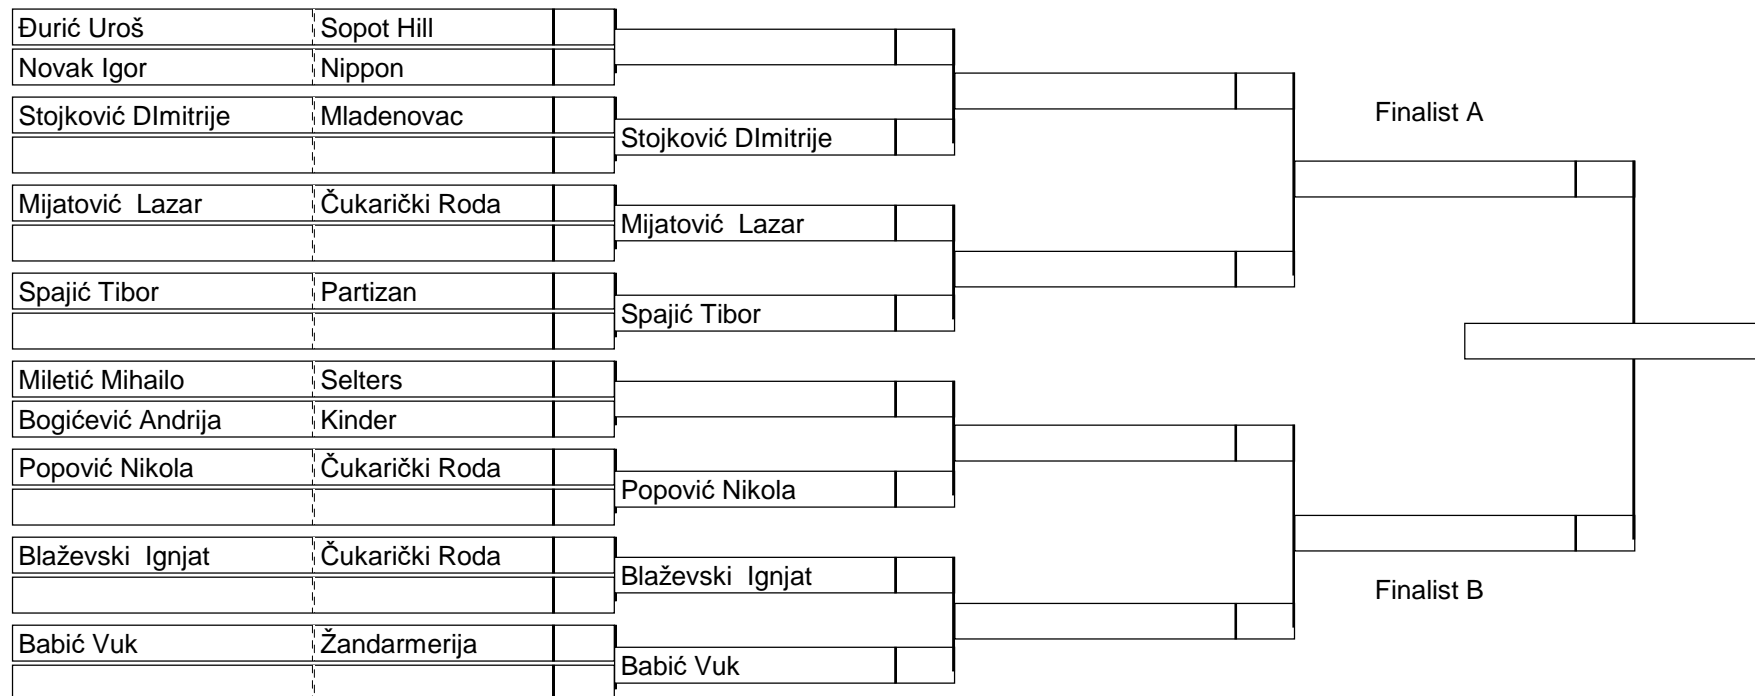 Đurić Uroš Sopot Hill
Novak Igor Nippon
Stojković DImitrije Mladenovac
Stojković DImitrije
Mijatović  Lazar Čukarički Roda
Mijatović  Lazar
Spajić Tibor Partizan
Spajić Tibor
Miletić Mihailo Selters
Bogićević Andrija Kinder
Popović Nikola Čukarički Roda
Popović Nikola
Blaževski  Ignjat Čukarički Roda
Blaževski  Ignjat
Babić Vuk Žandarmerija
Babić Vuk
Finalist A
Finalist B